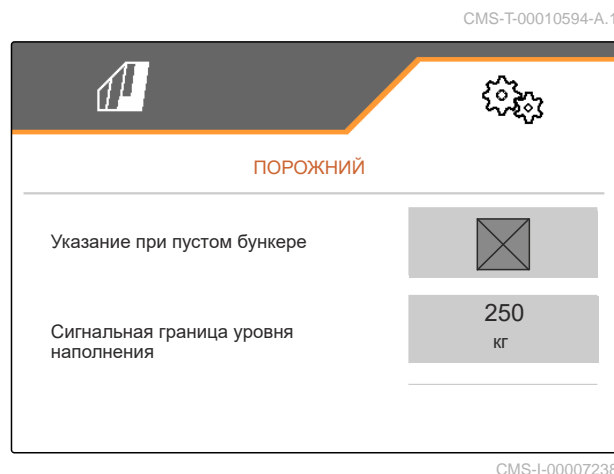 CMS-T-00010594-A.1
ПОРОЖНИЙ
Указание при пустом бункере
250
кг
Сигнальная граница уровня
наполнения
CMS-I-00007238